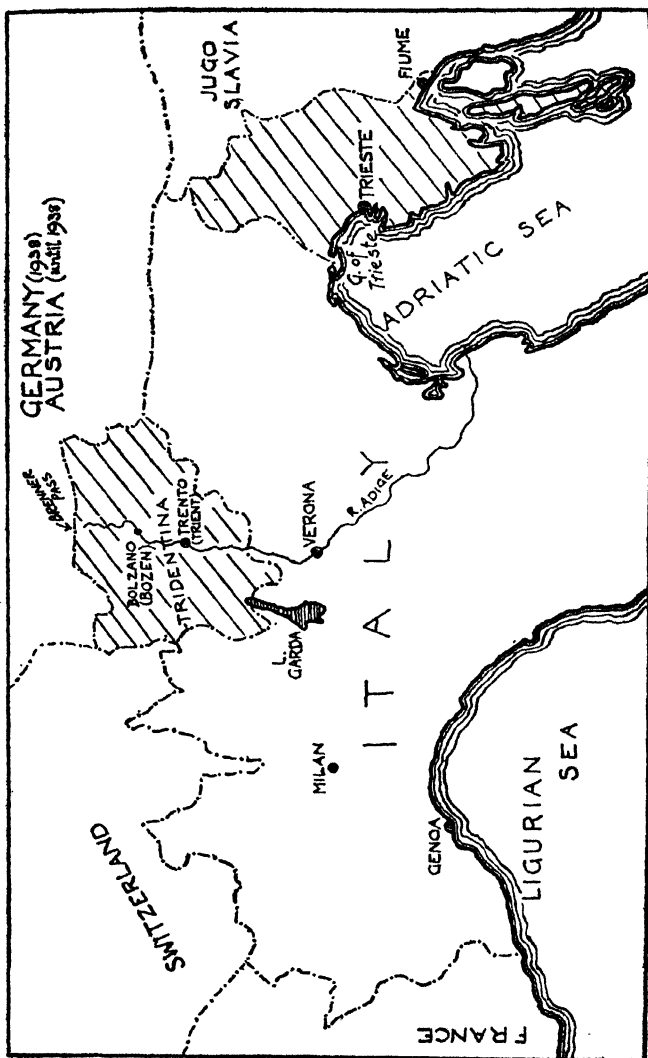 GERMANY (1938)
AUSTRIA (until 1938)
BRENNER
PASS
SWITZERLAND
BOLZANO
(BOZEN)
TRIDENTINA
TRENTO
(TRIENT)
JUGO
SLAVIA
L.
GARDA
VERONA
R. ADIGE
G. of
Trieste
TRIESTE
FIUME
MILAN
ITALY
ADRIATIC SEA
FRANCE
GENOA
LIGURIAN
SEA